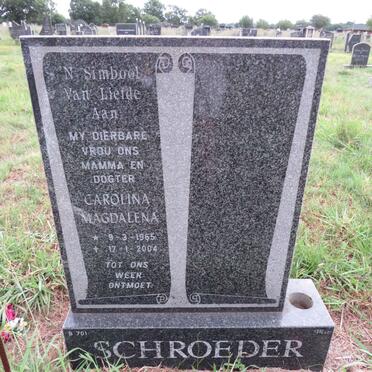 'N Simbool
Van Liefde
Aan
MY DIERBARE
VROU ONS
MAMMA EN
DOGTER
CAROLINA
MAGDALENA
* 9-3-1965
+ 17-1-2004
TOT ONS
WEER
ONTMOET
SCHROEDER